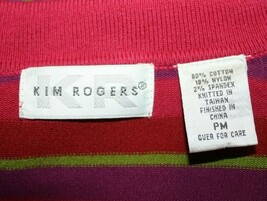 KR
KIM ROGERS®
80% COTTON
18% NYLON
2% SPANDEX
KNITTED IN
TAIWAN
FINISHED IN
CHINA
PM
OVER FOR CARE